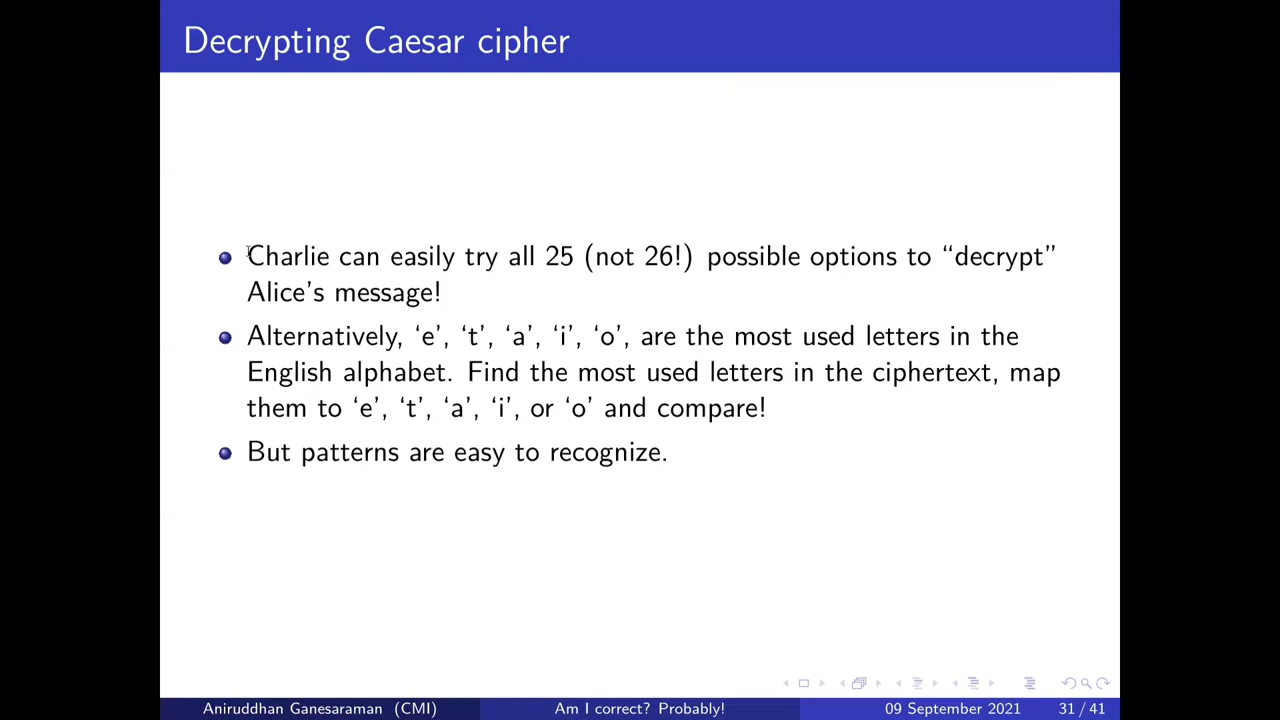 Decrypting Caesar cipher
Charlie can easily try all 25 (not 26!) possible options to “decrypt”
Alice’s message!
Alternatively, ‘e’, ‘t’, ‘a’, ‘i’, ‘o’, are the most used letters in the
English alphabet. Find the most used letters in the ciphertext, map
them to ‘e’, ‘t’, ‘a’, ‘i’, or ‘o’ and compare!
But patterns are easy to recognize.
Aniruddhan Ganesaraman (CMI) Am I correct? Probably! 09 September 2021 31 / 41